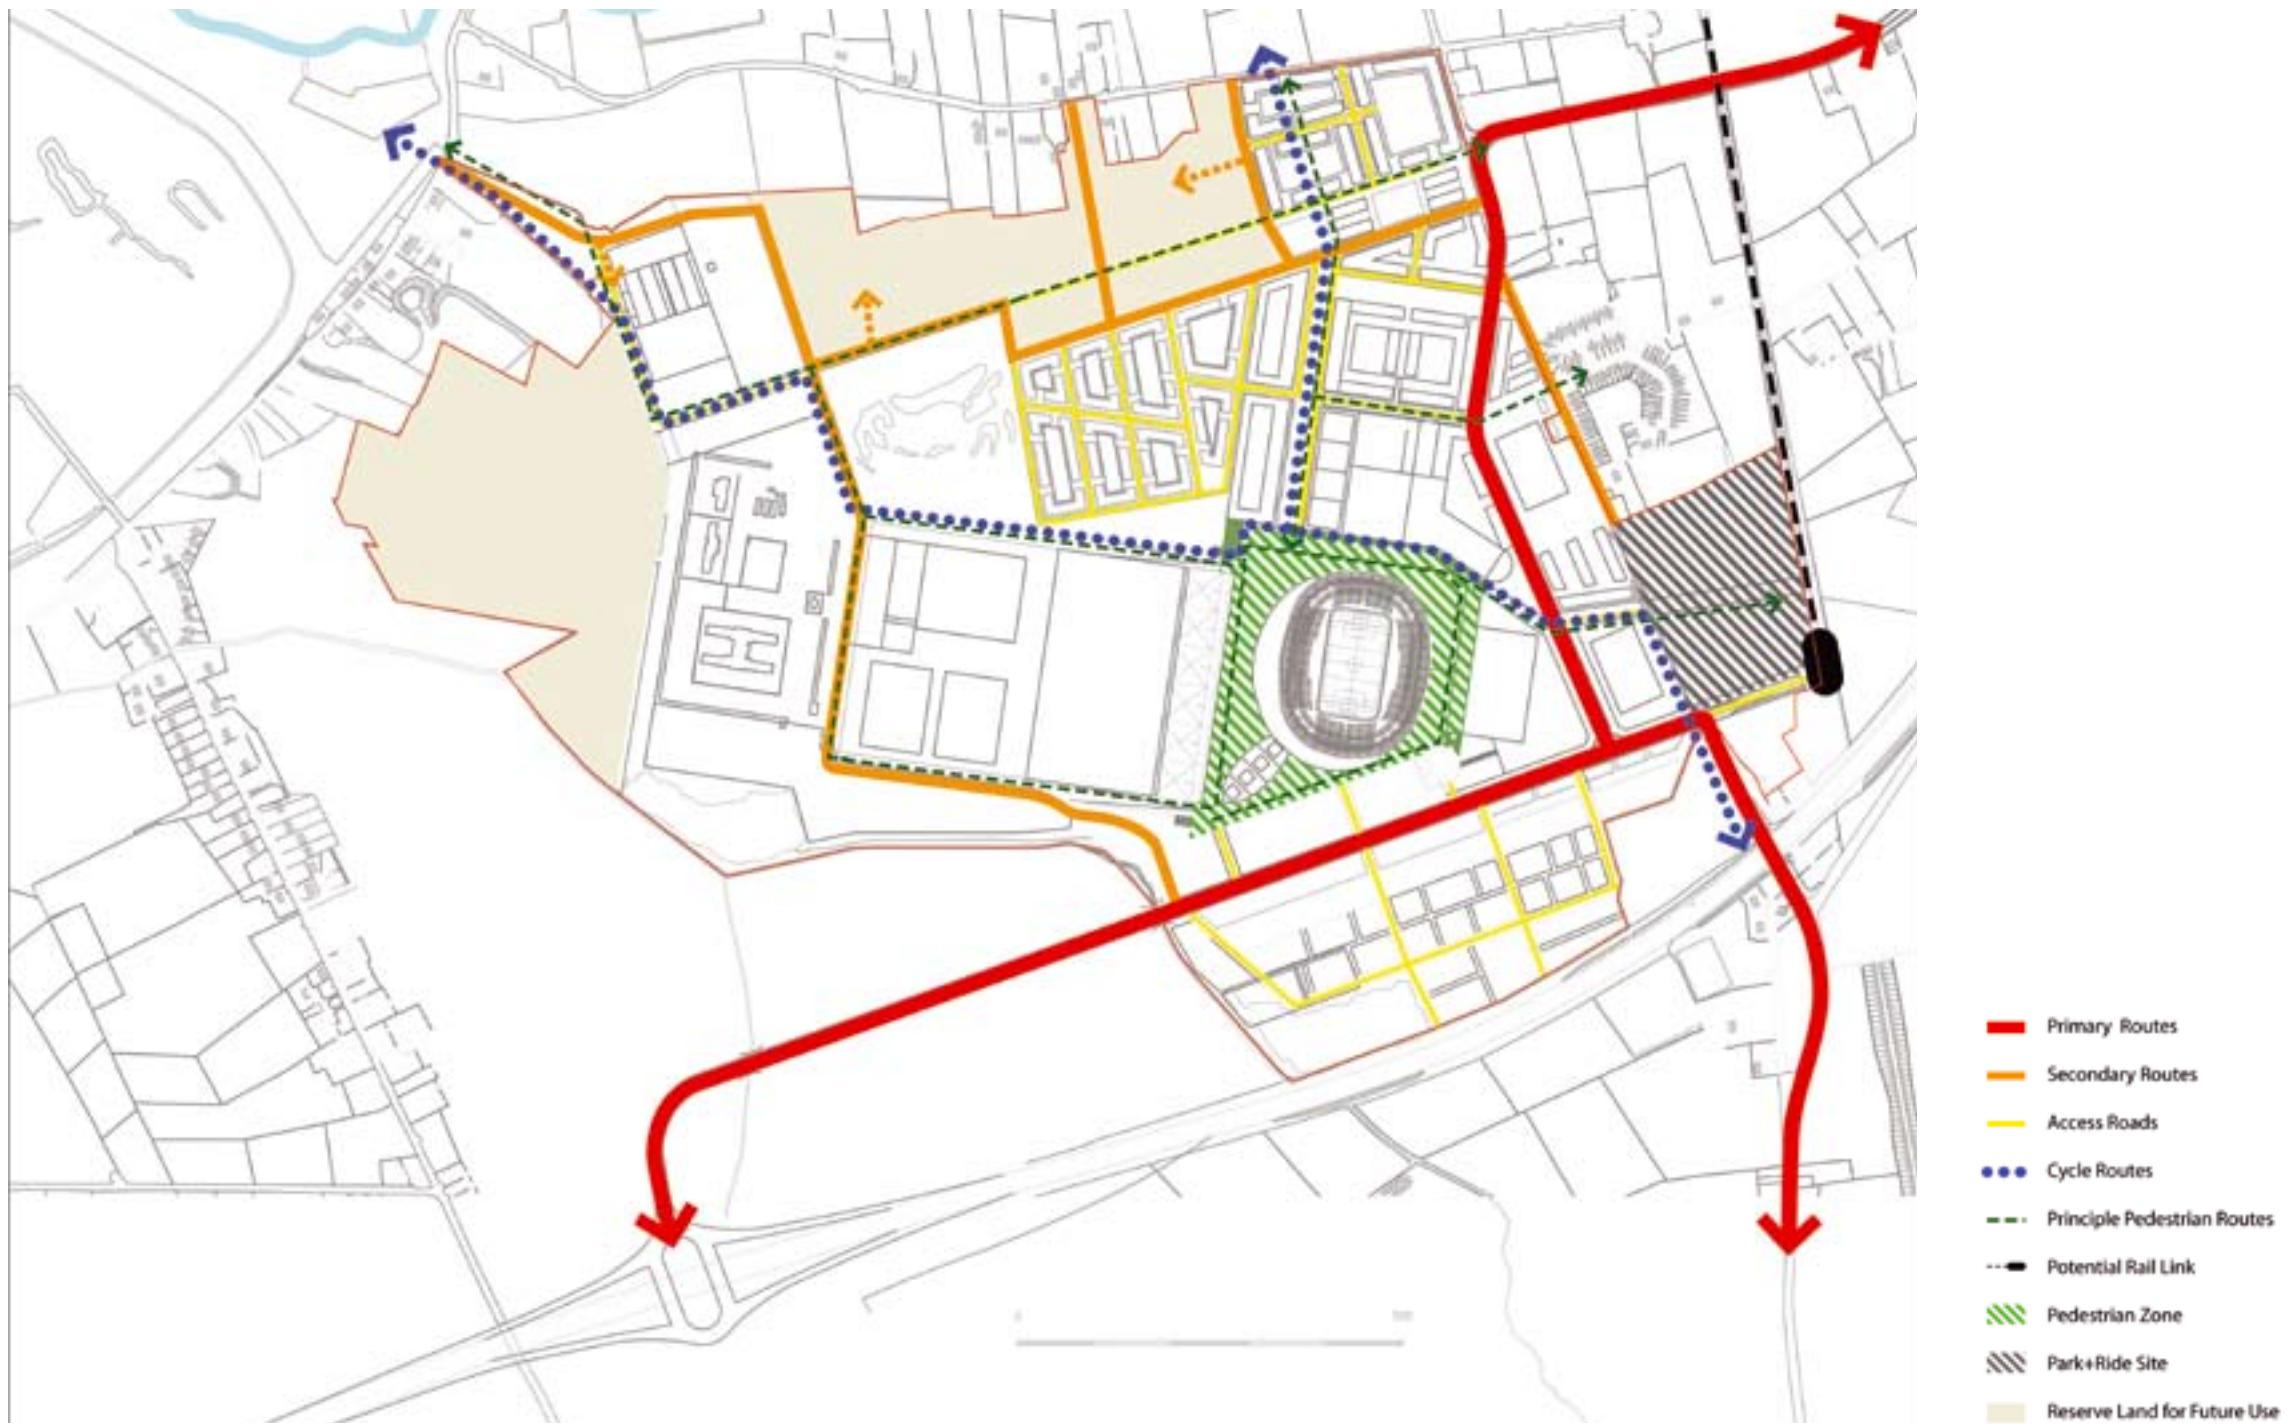 Primary Routes
Secondary Routes
Access Roads
Cycle Routes
Principle Pedestrian Routes
Potential Rail Link
Pedestrian Zone
Park+Ride Site
Reserve Land for Future Use